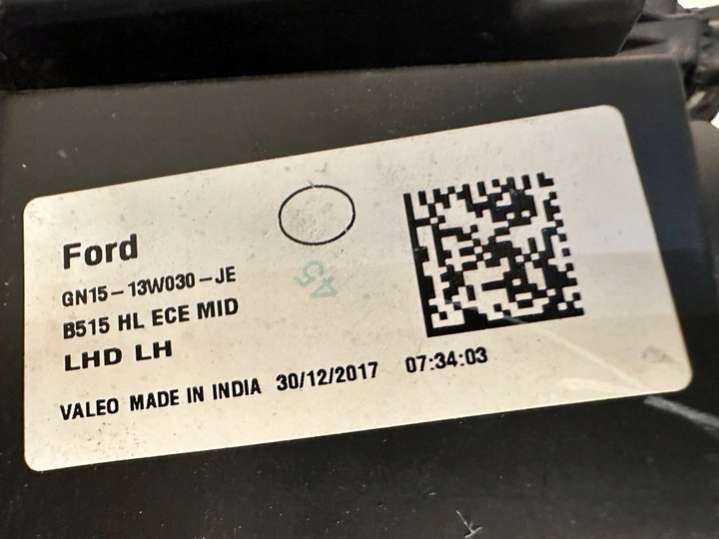 Ford
GN15-13W030-JE
45
B515 HL ECE MID
LHD LH
VALEO MADE IN INDIA 30/12/2017 07:34:03